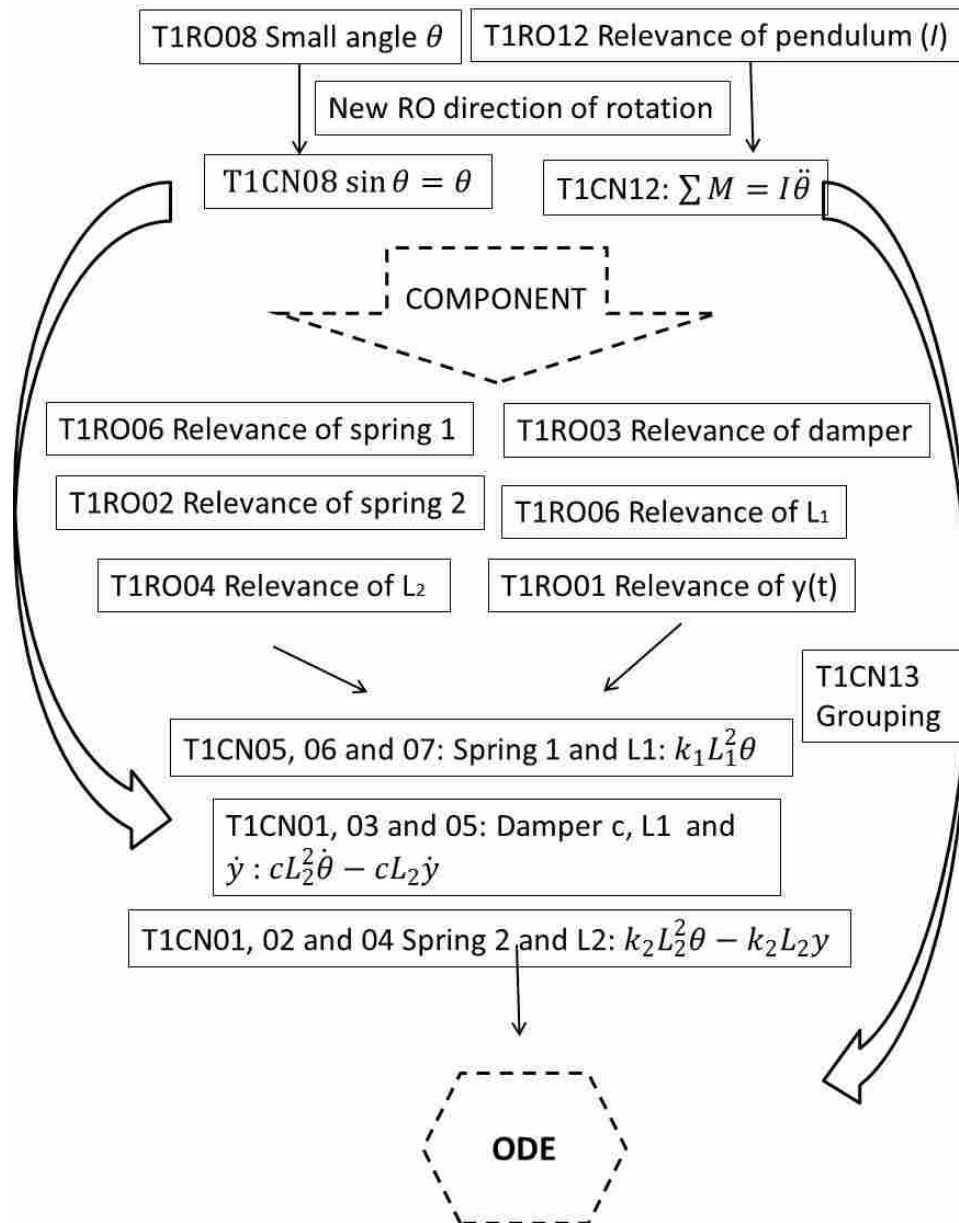 T1RO08 Small angle θ
T1RO12 Relevance of pendulum (I)
New RO direction of rotation
T1CN08 sin θ = θ
T1CN12: ∑ M = Iθ̈
COMPONENT
T1RO06 Relevance of spring 1
T1RO03 Relevance of damper
T1RO02 Relevance of spring 2
T1RO06 Relevance of L₁
T1RO04 Relevance of L₂
T1RO01 Relevance of y(t)
T1CN13
Grouping
T1CN05, 06 and 07: Spring 1 and L1: k₁L₁²θ
T1CN01, 03 and 05: Damper c, L1 and
ẏ : cL₂²θ̇ − cL₂ẏ
T1CN01, 02 and 04 Spring 2 and L2: k₂L₂²θ − k₂L₂y
ODE